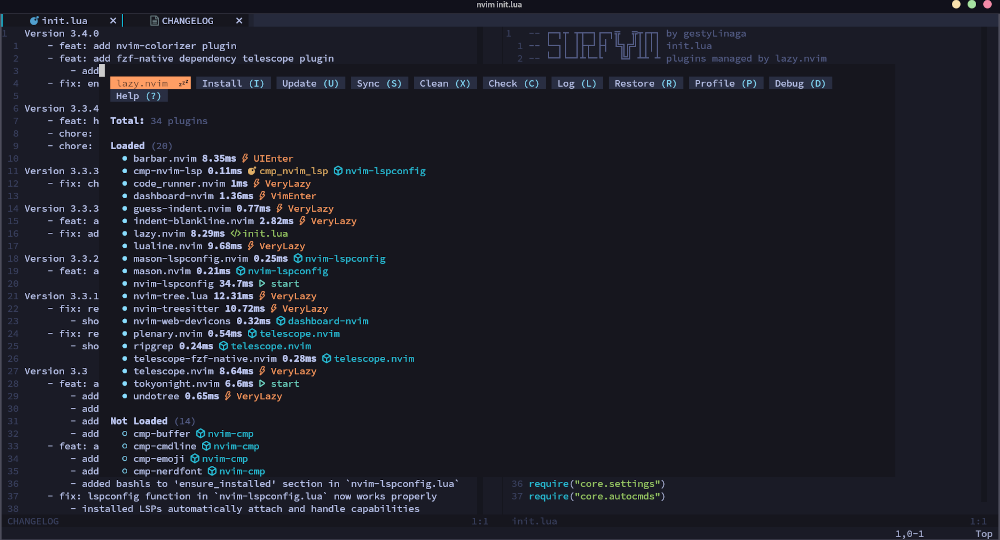 nvim init.lua
init.lua × CHANGELOG ×
Version 3.4.0
1 - feat: add nvim-colorizer plugin
2 - feat: add fzf-native dependency telescope plugin
3 - add
4 - fix: en
5
6 Version 3.3.4
7 - feat: h
8 - chore:
9 - chore:
10
11 Version 3.3.3
12 - fix: ch
13
14 Version 3.3.3
15 - feat: a
16 - fix: ad
17
18 Version 3.3.2
19 - feat: a
20
21 Version 3.3.1
22 - fix: re
23 - sho
24 - fix: re
25 - sho
26
27 Version 3.3
28 - feat: a
29 - add
30 - add
31 - add
32 - add
33 - feat: a
34 - add
35 - add
36 - added bashls to 'ensure_installed' section in `nvim-lspconfig.lua`
37 - fix: lspconfig function in `nvim-lspconfig.lua` now works properly
38 - installed LSPs automatically attach and handle capabilities
CHANGELOG 1:1
1 -- SURFVIM by gestyLinaga
1 -- init.lua
2 -- plugins managed by lazy.nvim
lazy.nvim Install (I) Update (U) Sync (S) Clean (X) Check (C) Log (L) Restore (R) Profile (P) Debug (D)
Help (?)
Total: 34 plugins
Loaded (20)
● barbar.nvim 8.35ms UIEnter
● cmp-nvim-lsp 0.11ms cmp_nvim_lsp nvim-lspconfig
● code_runner.nvim 1ms VeryLazy
● dashboard-nvim 1.36ms VimEnter
● guess-indent.nvim 0.77ms VeryLazy
● indent-blankline.nvim 2.82ms VeryLazy
● lazy.nvim 8.29ms init.lua
● lualine.nvim 9.68ms VeryLazy
● mason-lspconfig.nvim 0.25ms nvim-lspconfig
● mason.nvim 0.21ms nvim-lspconfig
● nvim-lspconfig 34.7ms start
● nvim-tree.lua 12.31ms VeryLazy
● nvim-treesitter 10.72ms VeryLazy
● nvim-web-devicons 0.32ms dashboard-nvim
● plenary.nvim 0.54ms telescope.nvim
● ripgrep 0.24ms telescope.nvim
● telescope-fzf-native.nvim 0.28ms telescope.nvim
● telescope.nvim 8.64ms VeryLazy
● tokyonight.nvim 6.6ms start
● undotree 0.65ms VeryLazy
Not Loaded (14)
○ cmp-buffer nvim-cmp
○ cmp-cmdline nvim-cmp
○ cmp-emoji nvim-cmp
○ cmp-nerdfont nvim-cmp
36 require("core.settings")
37 require("core.autocmds")
init.lua 1:1
1,0-1 Top